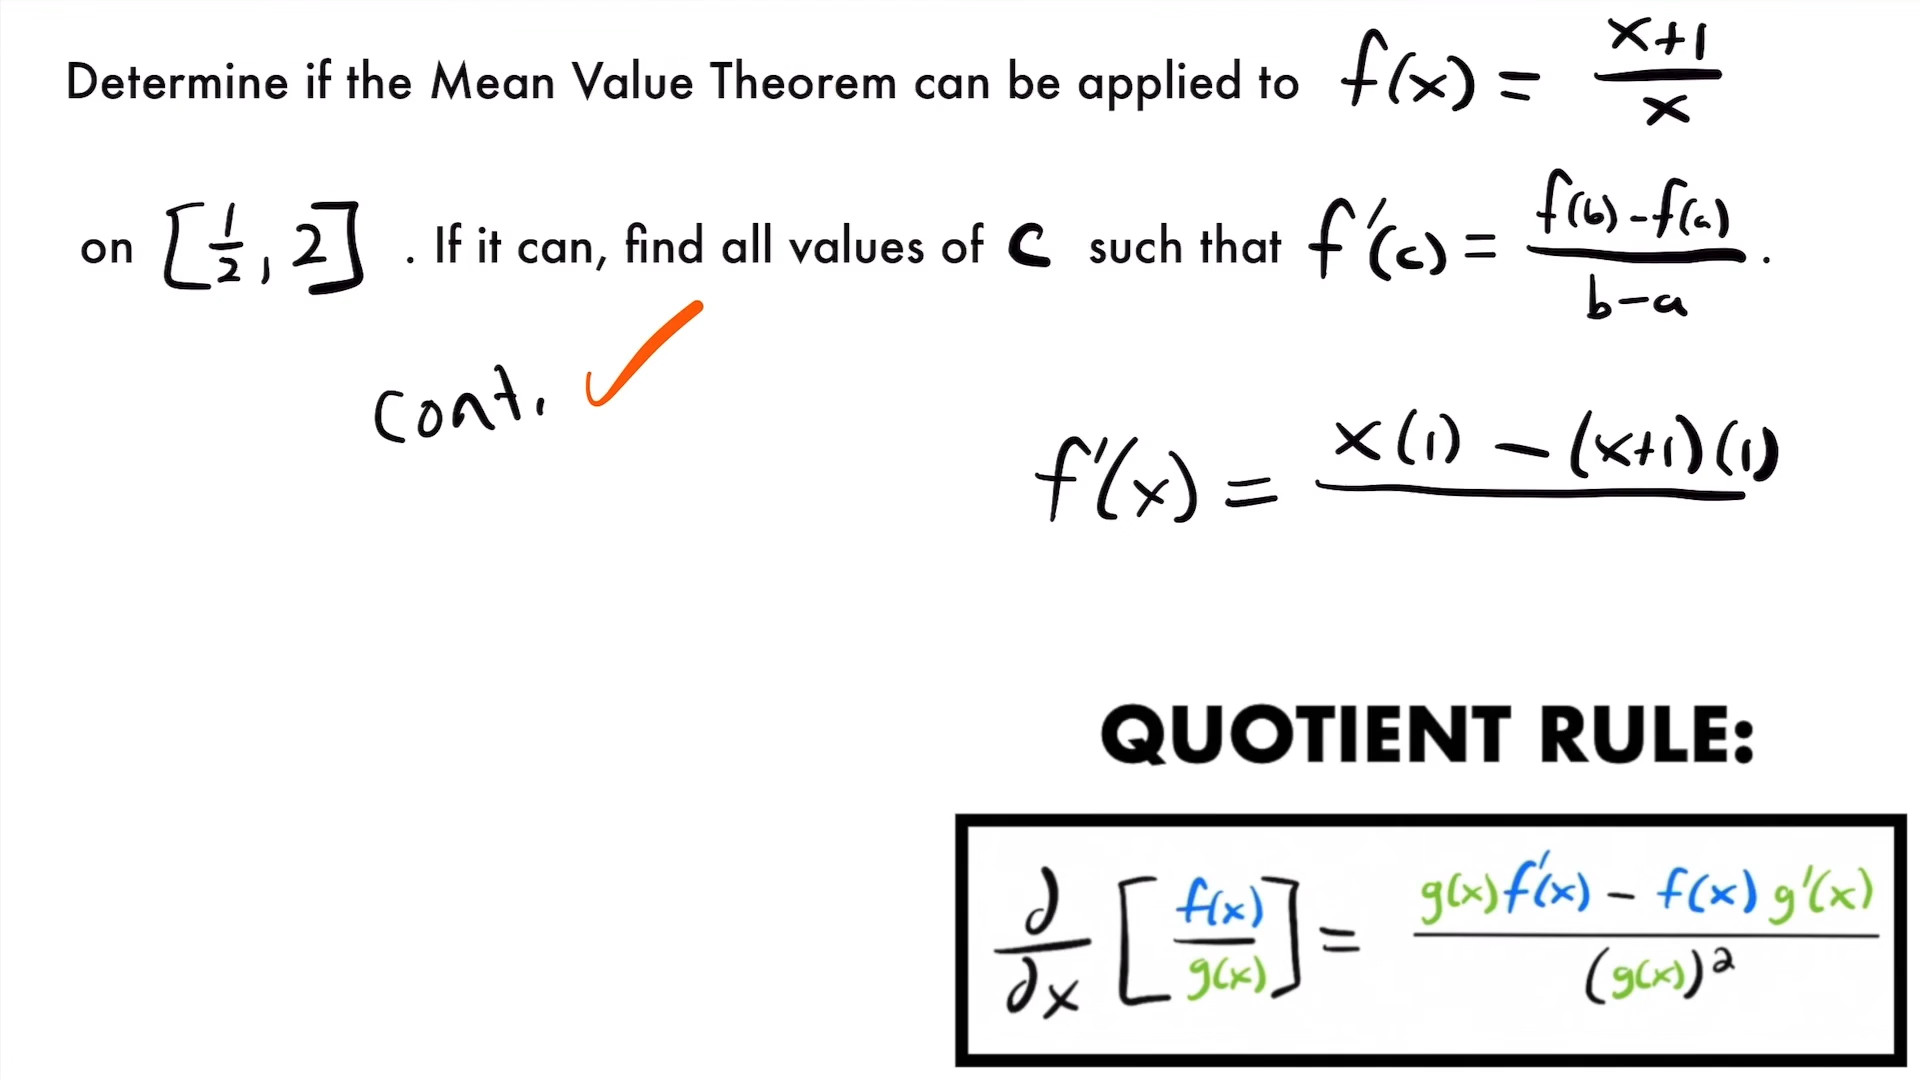 Determine if the Mean Value Theorem can be applied to f(x) = x+1 / x
on [1/2, 2] . If it can, find all values of c such that f'(c) = f(b) - f(a) / b - a .
cont. ✓
f'(x) = x(1) - (x+1)(1)
QUOTIENT RULE:
∂/∂x [f(x)/g(x)] = g(x)f'(x) - f(x)g'(x) / (g(x))²